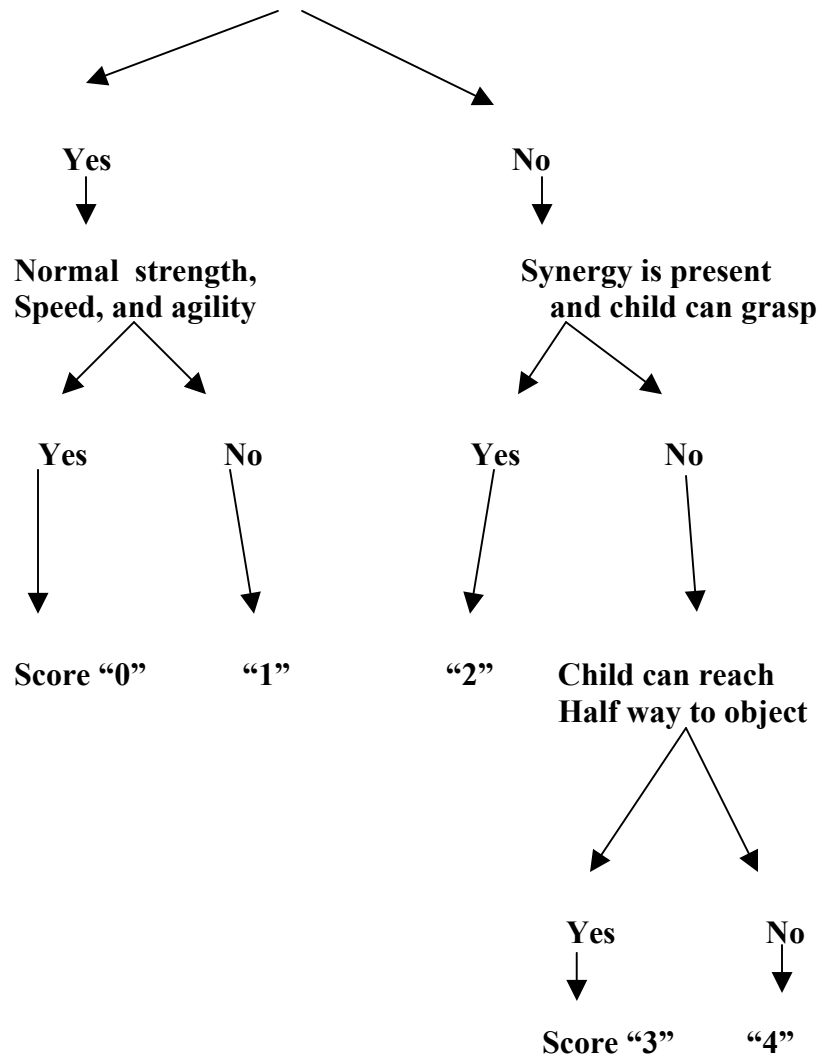 Yes
No
Normal strength,
Speed, and agility
Synergy is present
and child can grasp
Yes
No
Yes
No
Score “0”
“1”
“2”
Child can reach
Half way to object
Yes
No
Score “3”
“4”